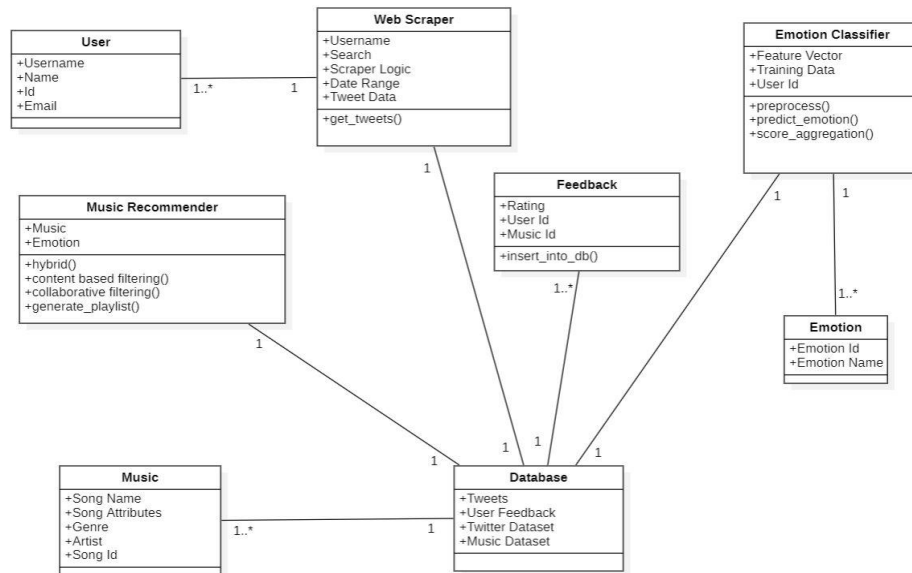 User
+Username
+Name
+Id
+Email
1..*
1
Web Scraper
+Username
+Search
+Scraper Logic
+Date Range
+Tweet Data
+get_tweets()
1
Emotion Classifier
+Feature Vector
+Training Data
+User Id
+preprocess()
+predict_emotion()
+score_aggregation()
1
1
Music Recommender
+Music
+Emotion
+hybrid()
+content based filtering()
+collaborative filtering()
+generate_playlist()
1
Feedback
+Rating
+User Id
+Music Id
+insert_into_db()
1..*
1..*
Emotion
+Emotion Id
+Emotion Name
1
1
1
1
Music
+Song Name
+Song Attributes
+Genre
+Artist
+Song Id
1..*
1
Database
+Tweets
+User Feedback
+Twitter Dataset
+Music Dataset